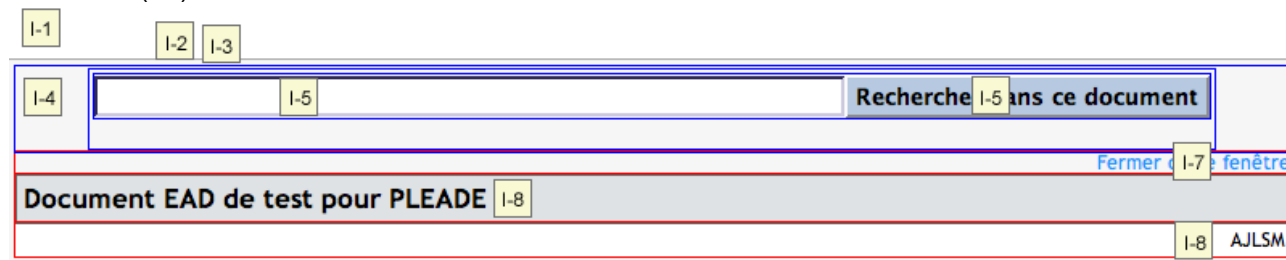 I-1
I-2 I-3
I-4 I-5 Recherche I-5 ans ce document
Fermer I-7 fenêtre
Document EAD de test pour PLEADE I-8
I-8 AJLSM